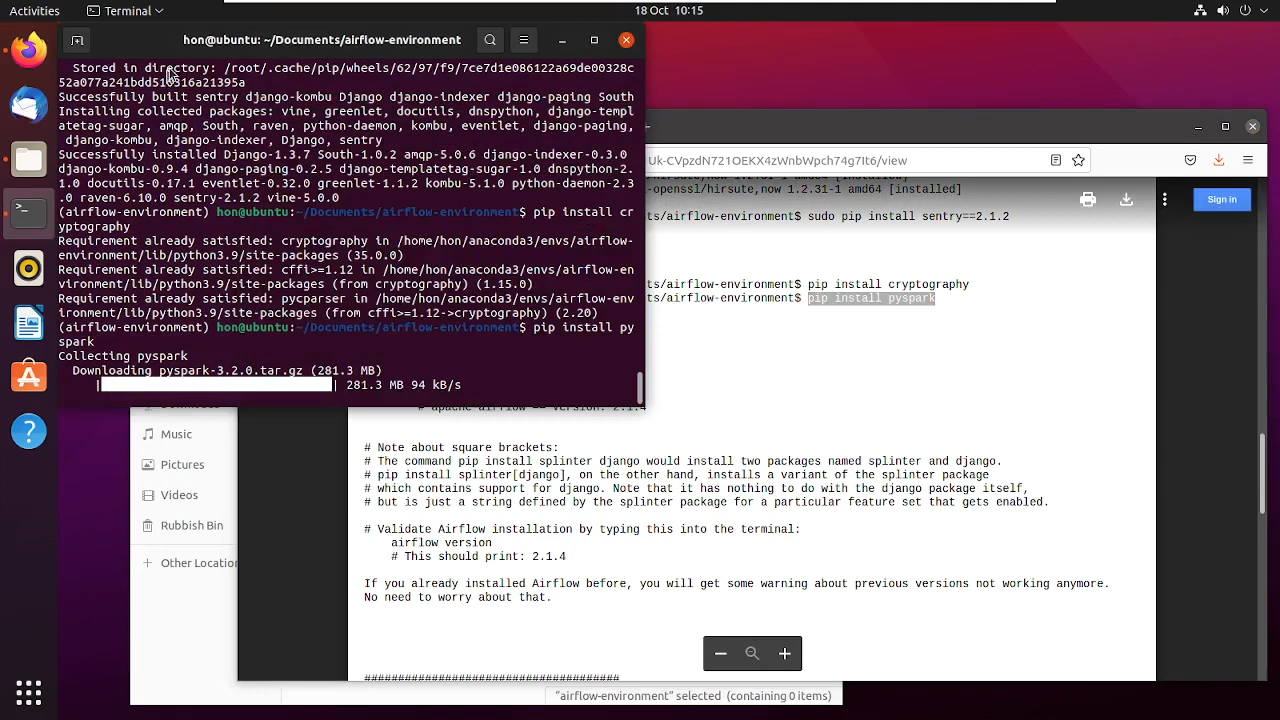 Activities
Terminal
18 Oct 10:15
hon@ubuntu: ~/Documents/airflow-environment
Stored in directory: /root/.cache/pip/wheels/62/97/f9/7ce7d1e086122a69de00328c
Successfully built sentry django-kombu Django django-indexer django-paging South
Installing collected packages: vine, greenlet, docutils, dnspython, django-templ
atetag-sugar, amqp, South, raven, python-daemon, kombu, eventlet, django-paging,
django-kombu, django-indexer, Django, sentry
Successfully installed Django-1.3.7 South-1.0.2 amqp-5.0.6 django-indexer-0.3.0
django-kombu-0.9.4 django-paging-0.2.5 django-templatetag-sugar-1.0 dnspython-2.
1.0 docutils-0.17.1 eventlet-0.32.0 greenlet-1.1.2 kombu-5.1.0 python-daemon-2.3
.0 raven-6.10.0 sentry-2.1.2 vine-5.0.0
(airflow-environment) hon@ubuntu:~/Documents/airflow-environment$ pip install cr
yptography
Requirement already satisfied: cryptography in /home/hon/anaconda3/envs/airflow-
environment/lib/python3.9/site-packages (35.0.0)
Requirement already satisfied: cffi>=1.12 in /home/hon/anaconda3/envs/airflow-en
vironment/lib/python3.9/site-packages (from cryptography) (1.15.0)
Requirement already satisfied: pycparser in /home/hon/anaconda3/envs/airflow-env
ironment/lib/python3.9/site-packages (from cffi>=1.12->cryptography) (2.20)
(airflow-environment) hon@ubuntu:~/Documents/airflow-environment$ pip install py
spark
Collecting pyspark
Downloading pyspark-3.2.0.tar.gz (281.3 MB)
| 281.3 MB 94 kB/s
Uk-CVpzdN721OEKX4zWnbWpch74g7It6/view
Sign in
-openssl/hirsute,now 1.2.31-1 amd64 [installed]
ts/airflow-environment$ sudo pip install sentry==2.1.2
ts/airflow-environment$ pip install cryptography
ts/airflow-environment$ pip install pyspark
# apache airflow == version: 2.1.4
# Note about square brackets:
# The command pip install splinter django would install two packages named splinter and django.
# pip install splinter[django], on the other hand, installs a variant of the splinter package
# which contains support for django. Note that it has nothing to do with the django package itself,
# but is just a string defined by the splinter package for a particular feature set that gets enabled.
# Validate Airflow installation by typing this into the terminal:
airflow version
# This should print: 2.1.4
If you already installed Airflow before, you will get some warning about previous versions not working anymore.
No need to worry about that.
#####################################
Music
Pictures
Videos
Rubbish Bin
+ Other Location
"airflow-environment" selected (containing 0 items)